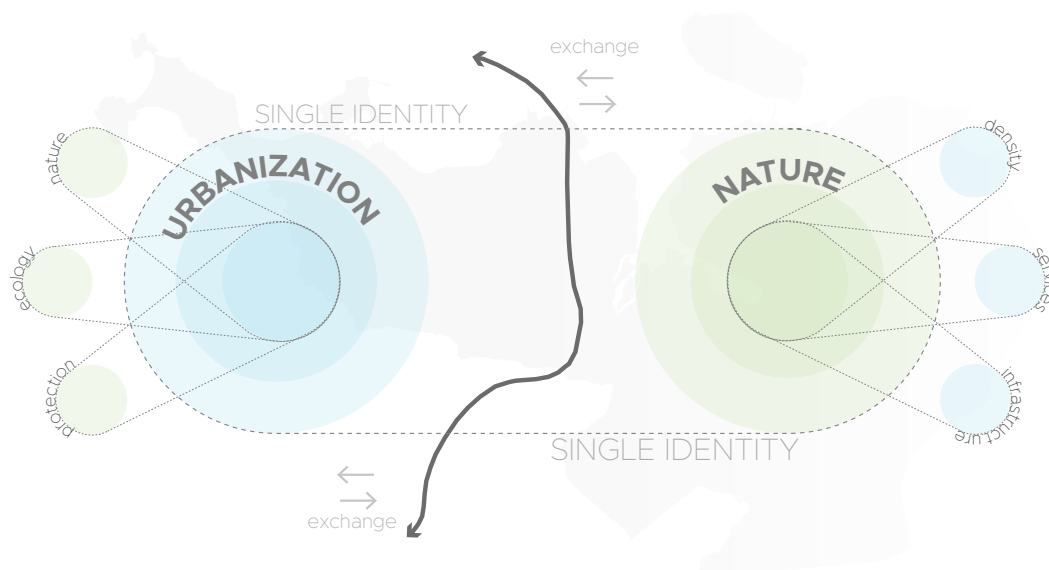 exchange
SINGLE IDENTITY
nature
density
URBANIZATION
NATURE
ecology
services
protection
infrastructure
SINGLE IDENTITY
exchange